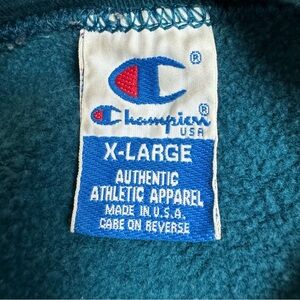 ®
Champion®
USA
X-LARGE
AUTHENTIC
ATHLETIC APPAREL
MADE IN U.S.A.
CARE ON REVERSE